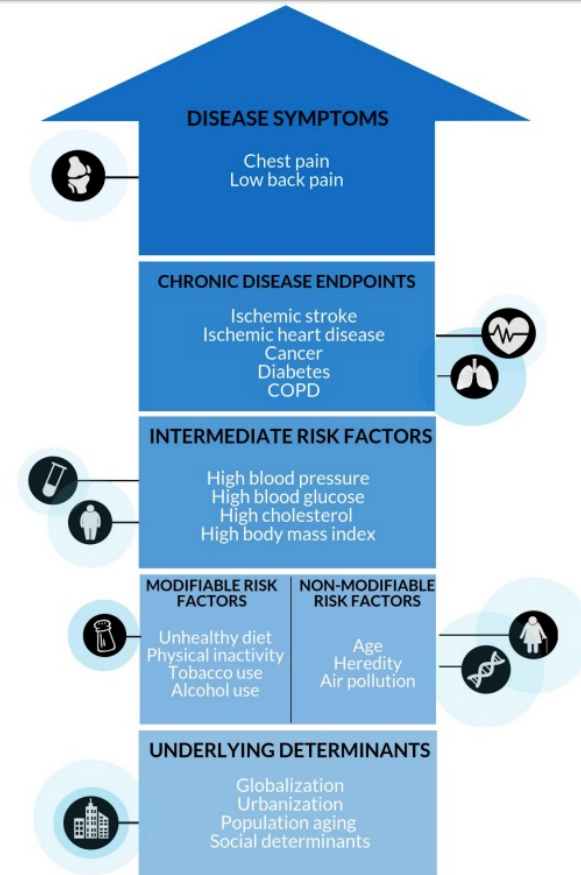 DISEASE SYMPTOMS
Chest pain
Low back pain
CHRONIC DISEASE ENDPOINTS
Ischemic stroke
Ischemic heart disease
Cancer
Diabetes
COPD
INTERMEDIATE RISK FACTORS
High blood pressure
High blood glucose
High cholesterol
High body mass index
MODIFIABLE RISK
FACTORS
Unhealthy diet
Physical inactivity
Tobacco use
Alcohol use
NON-MODIFIABLE
RISK FACTORS
Age
Heredity
Air pollution
UNDERLYING DETERMINANTS
Globalization
Urbanization
Population aging
Social determinants